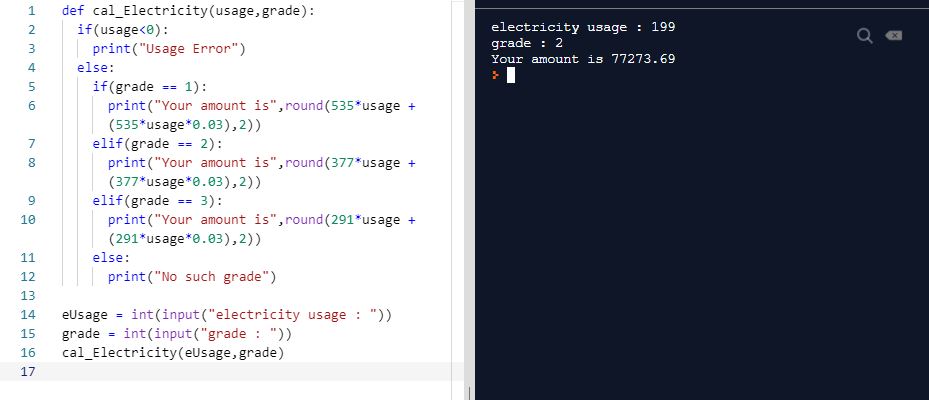 1 def cal_Electricity(usage,grade):
2 if(usage<0):
3 print("Usage Error")
4 else:
5 if(grade == 1):
6 print("Your amount is",round(535*usage +
(535*usage*0.03),2))
7 elif(grade == 2):
8 print("Your amount is",round(377*usage +
(377*usage*0.03),2))
9 elif(grade == 3):
10 print("Your amount is",round(291*usage +
(291*usage*0.03),2))
11 else:
12 print("No such grade")
13
14 eUsage = int(input("electricity usage : "))
15 grade = int(input("grade : "))
16 cal_Electricity(eUsage,grade)
17
electricity usage : 199
grade : 2
Your amount is 77273.69